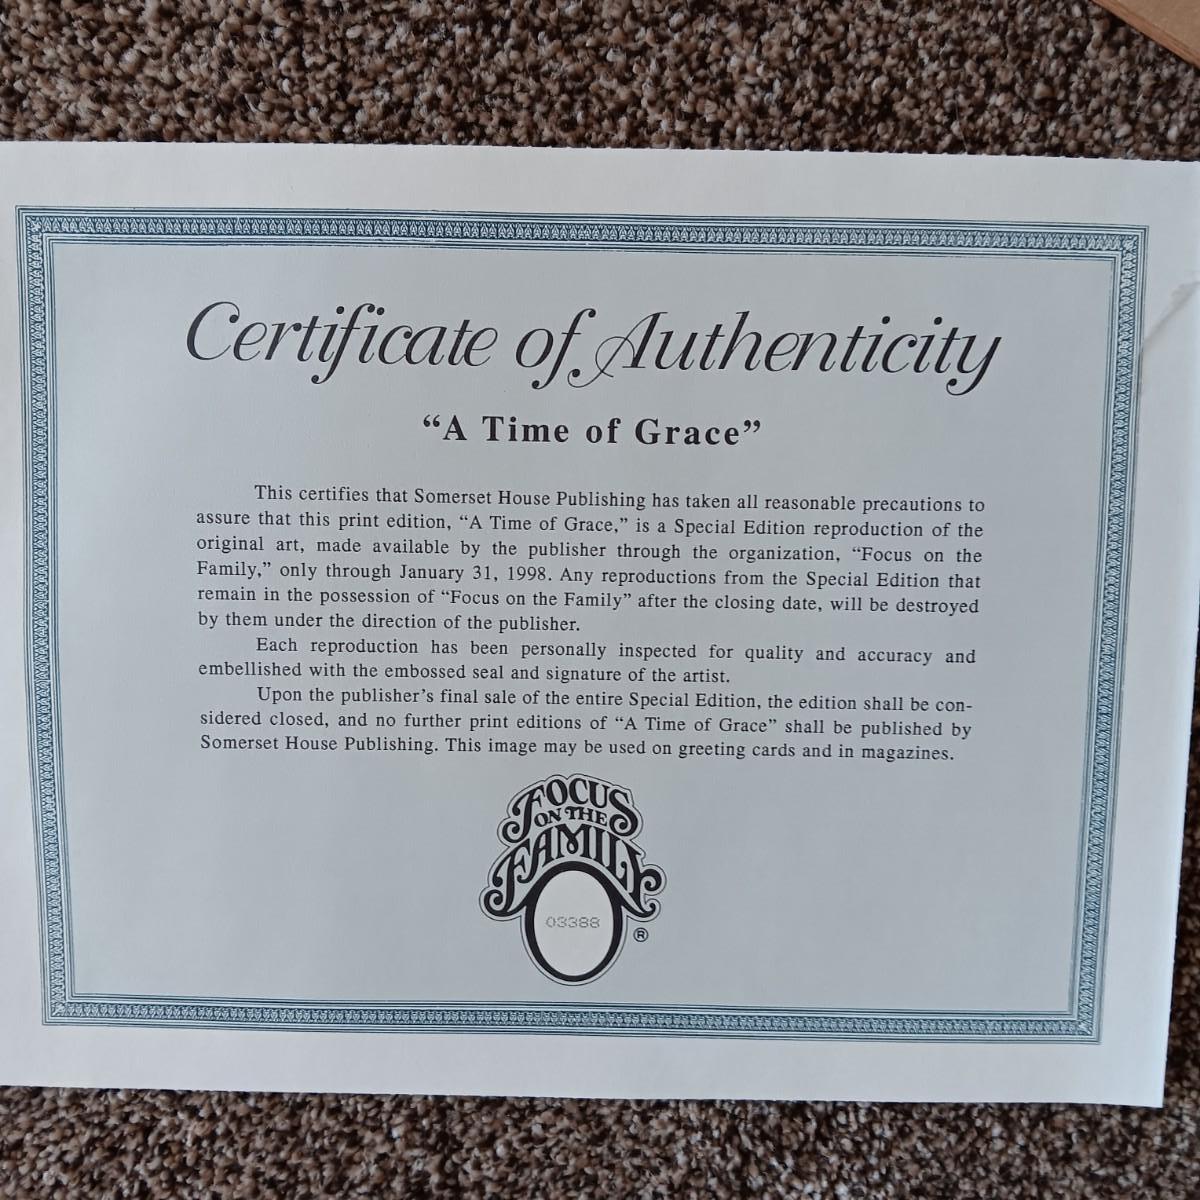 Certificate of Authenticity
“A Time of Grace”
This certifies that Somerset House Publishing has taken all reasonable precautions to
assure that this print edition, “A Time of Grace,” is a Special Edition reproduction of the
original art, made available by the publisher through the organization, “Focus on the
Family,” only through January 31, 1998. Any reproductions from the Special Edition that
remain in the possession of “Focus on the Family” after the closing date, will be destroyed
by them under the direction of the publisher.
Each reproduction has been personally inspected for quality and accuracy and
embellished with the embossed seal and signature of the artist.
Upon the publisher’s final sale of the entire Special Edition, the edition shall be con-
sidered closed, and no further print editions of “A Time of Grace” shall be published by
Somerset House Publishing. This image may be used on greeting cards and in magazines.
FOCUS
ON THE
FAMILY
03388
®